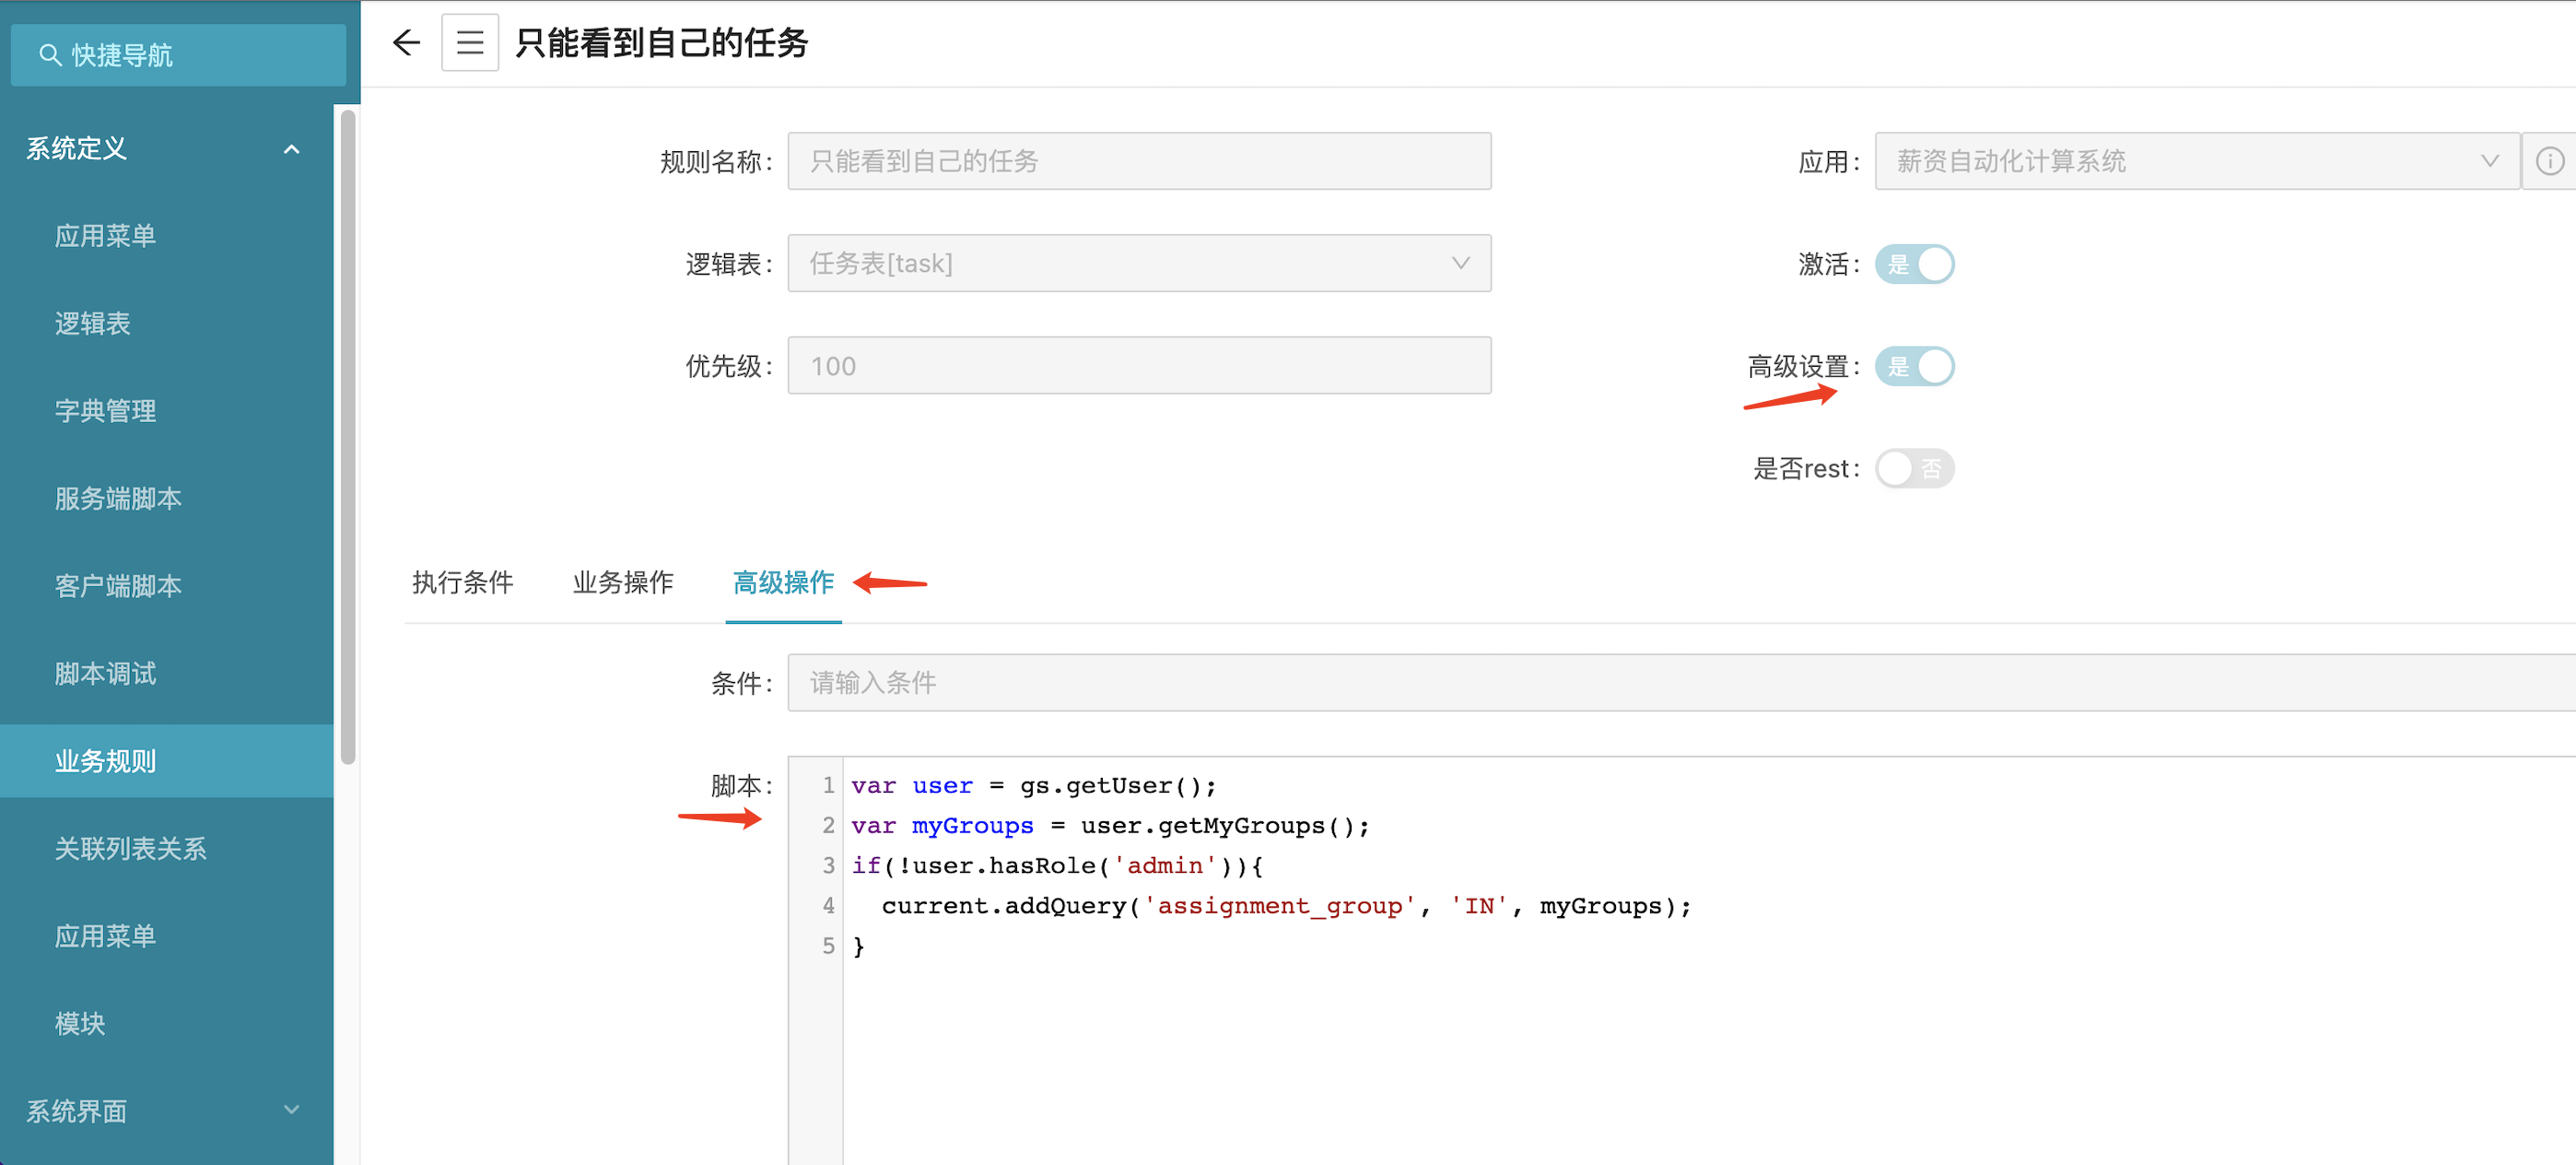 快捷导航
系统定义
应用菜单
逻辑表
字典管理
服务端脚本
客户端脚本
脚本调试
业务规则
关联列表关系
应用菜单
模块
系统界面
只能看到自己的任务
规则名称: 只能看到自己的任务
应用: 薪资自动化计算系统
逻辑表: 任务表[task]
激活: 是
优先级: 100
高级设置: 是
是否rest: 否
执行条件 业务操作 高级操作
条件: 请输入条件
脚本:
1 var user = gs.getUser();
2 var myGroups = user.getMyGroups();
3 if(!user.hasRole('admin')){
4 current.addQuery('assignment_group', 'IN', myGroups);
5 }